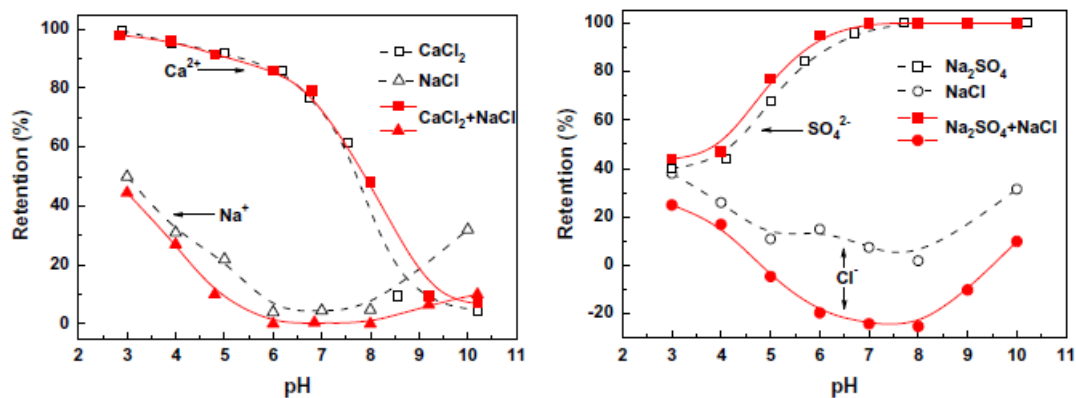 Retention (%)
100
80
60
40
20
0
2
3
4
5
6
7
8
9
10
11
pH
CaCl₂
NaCl
CaCl₂+NaCl
Ca²⁺
Na⁺
Retention (%)
100
80
60
40
20
0
-20
2
3
4
5
6
7
8
9
10
11
pH
Na₂SO₄
NaCl
Na₂SO₄+NaCl
SO₄²⁻
Cl⁻